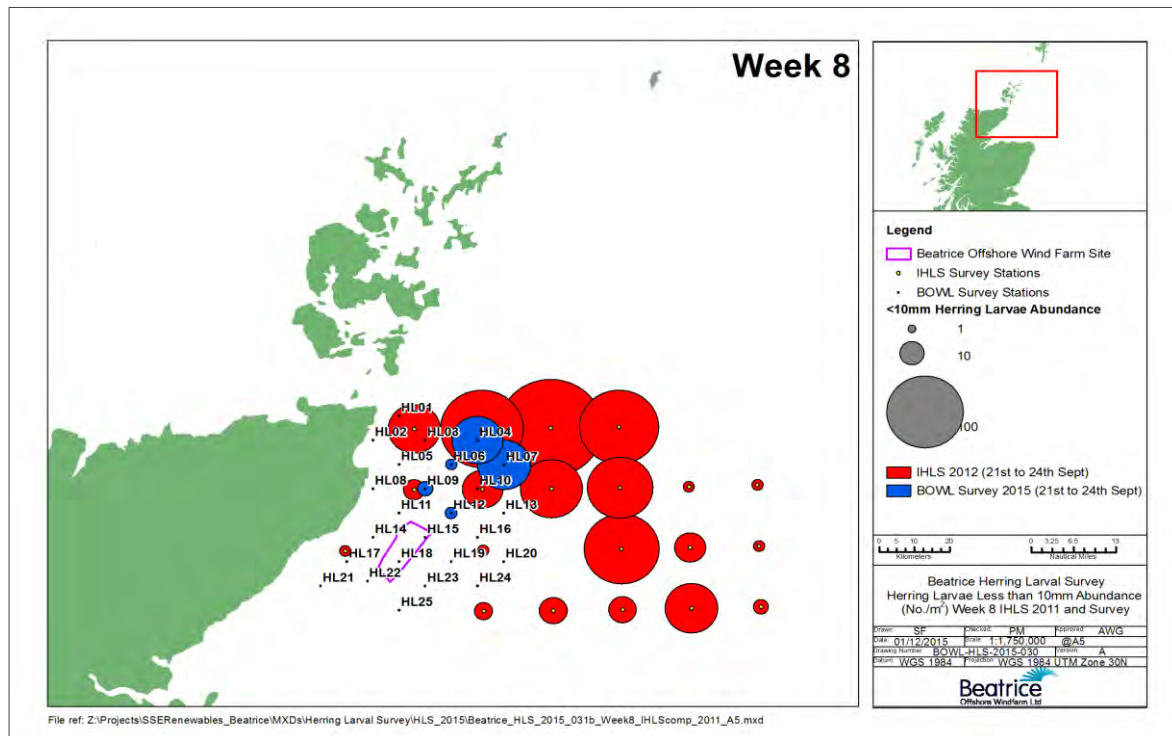 Week 8
HL01
HL02
HL03
HL04
HL05
HL06
HL07
HL08
HL09
HL10
HL11
HL12
HL13
HL14
HL15
HL16
HL17
HL18
HL19
HL20
HL21
HL22
HL23
HL24
HL25
Legend
Beatrice Offshore Wind Farm Site
IHLS Survey Stations
BOWL Survey Stations
<10mm Herring Larvae Abundance
1
10
100
IHLS 2012 (21st to 24th Sept)
BOWL Survey 2015 (21st to 24th Sept)
0 5 10 20
Kilometers
0 3.25 6.5 13
Nautical Miles
Beatrice Herring Larval Survey
Herring Larvae Less than 10mm Abundance
(No./m²) Week 8 IHLS 2011 and Survey
Drawn: SF Checked: PM Approved: AWG
Date: 01/12/2015 Scale: 1:1,750,000 @A5
Drawing Number: BOWL-HLS-2015-030 Version: A
Datum: WGS 1984 Projection: WGS 1984 UTM Zone 30N
Beatrice
Offshore Windfarm Ltd
File ref: Z:\Projects\SSERenewables_Beatrice\MXDs\Herring Larval Survey\HLS_2015\Beatrice_HLS_2015_031b_Week8_IHLScomp_2011_A5.mxd